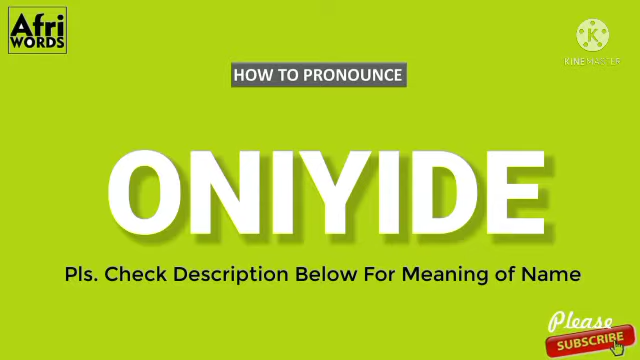 Afri
WORDS
KINEMASTER
HOW TO PRONOUNCE
ONIYIDE
Pls. Check Description Below For Meaning of Name
Please
SUBSCRIBE